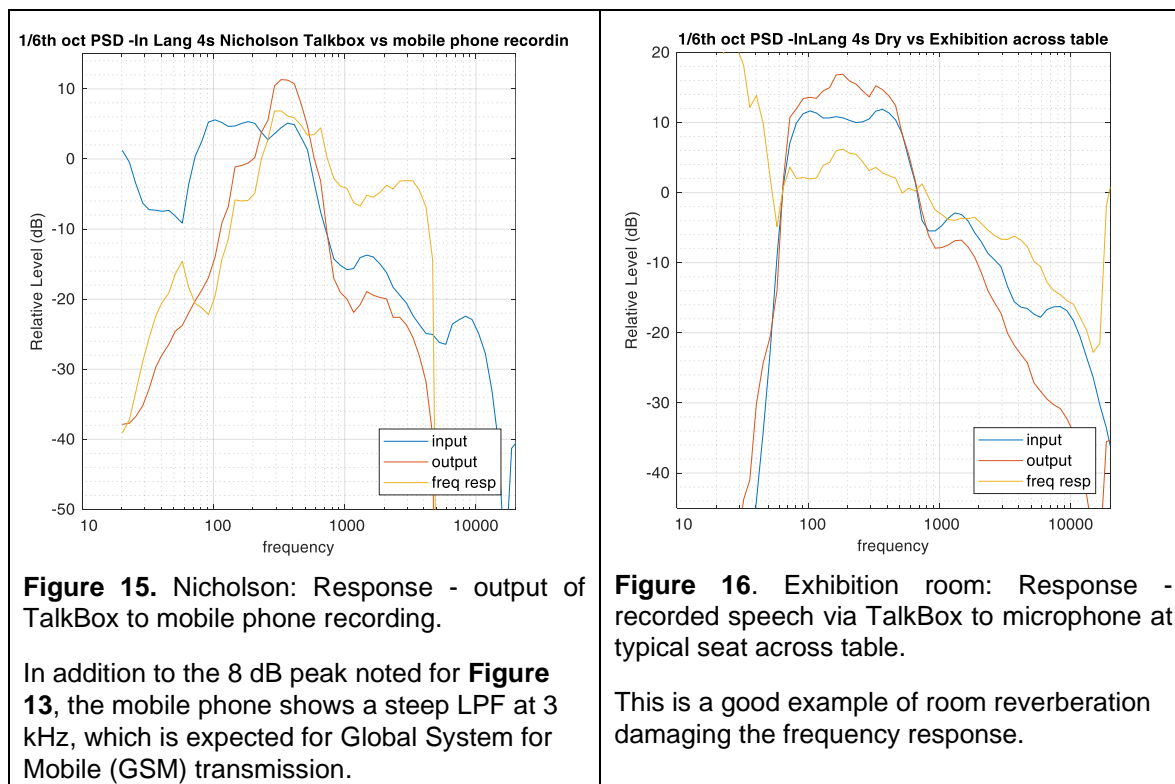 1/6th oct PSD -In Lang 4s Nicholson Talkbox vs mobile phone recordin
10
0
-10
-20
-30
-40
-50
Relative Level (dB)
10
100
1000
10000
frequency
input
output
freq resp
Figure 15. Nicholson: Response - output of
TalkBox to mobile phone recording.
In addition to the 8 dB peak noted for Figure
13, the mobile phone shows a steep LPF at 3
kHz, which is expected for Global System for
Mobile (GSM) transmission.
1/6th oct PSD -InLang 4s Dry vs Exhibition across table
20
10
0
-10
-20
-30
-40
Relative Level (dB)
10
100
1000
10000
frequency
input
output
freq resp
Figure 16. Exhibition room: Response -
recorded speech via TalkBox to microphone at
typical seat across table.
This is a good example of room reverberation
damaging the frequency response.